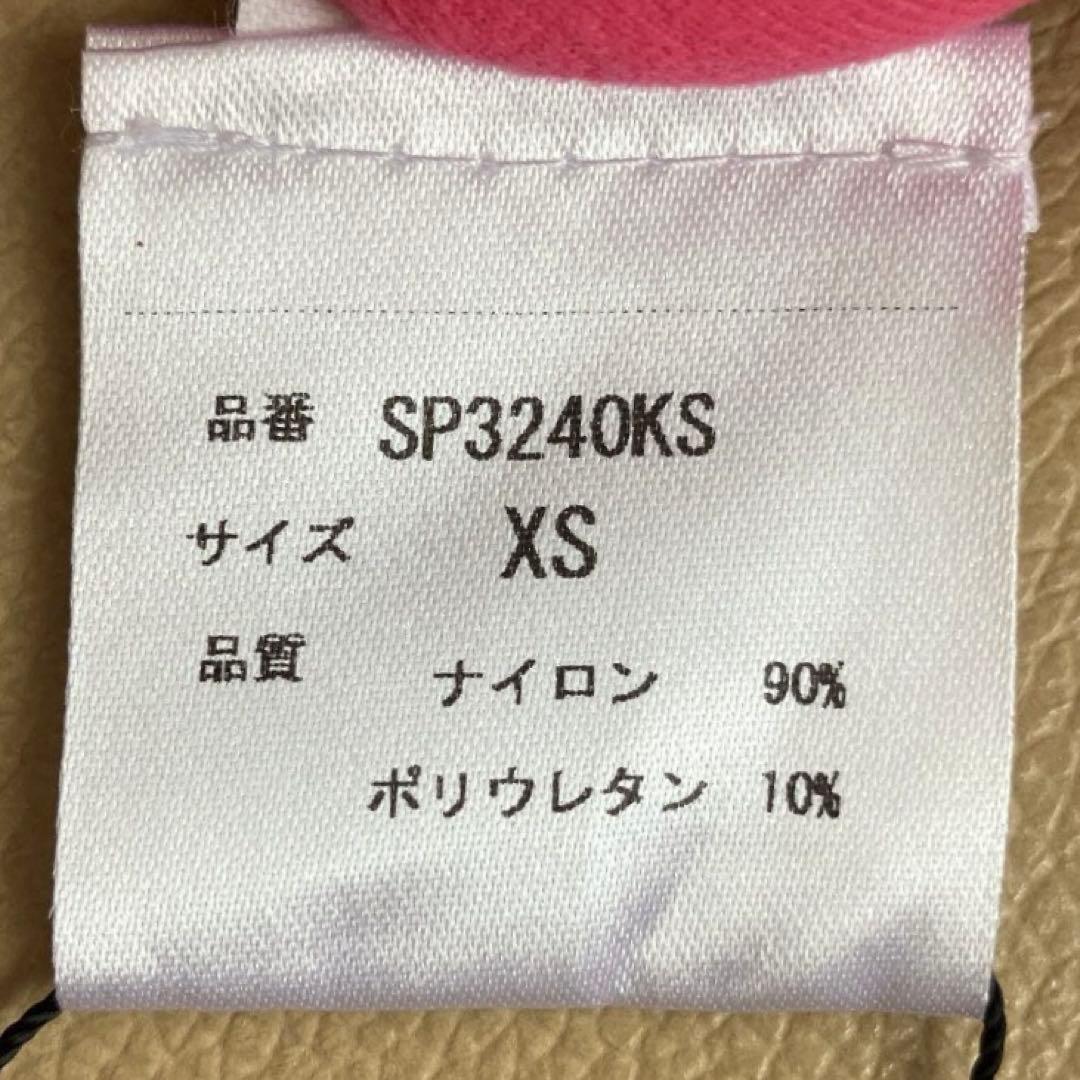 品番 SP3240KS
サイズ XS
品質 ナイロン 90%
ポリウレタン 10%